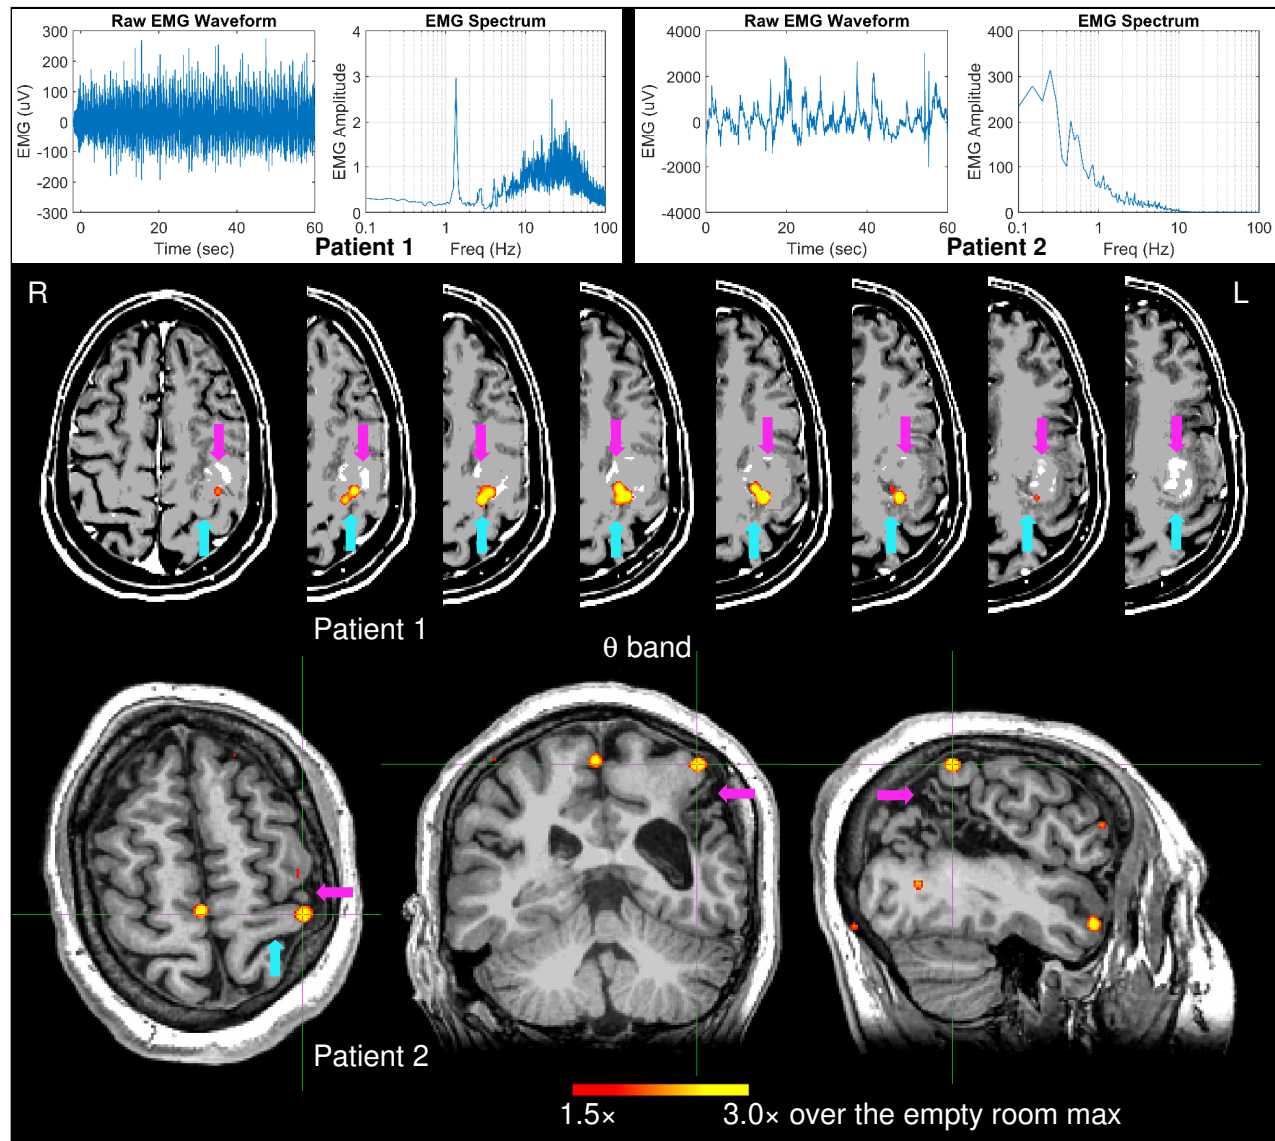 Raw EMG Waveform
EMG (uV)
300
200
100
0
-100
-200
-300
0 20 40 60
Time (sec)
EMG Spectrum
EMG Amplitude
4
3
2
1
0
0.1 1 10 100
Freq (Hz)
Patient 1
Raw EMG Waveform
EMG (uV)
4000
2000
0
-2000
-4000
0 20 40 60
Time (sec)
EMG Spectrum
EMG Amplitude
400
300
200
100
0
0.1 1 10 100
Freq (Hz)
Patient 2
R
L
Patient 1
θ band
Patient 2
1.5× 3.0× over the empty room max